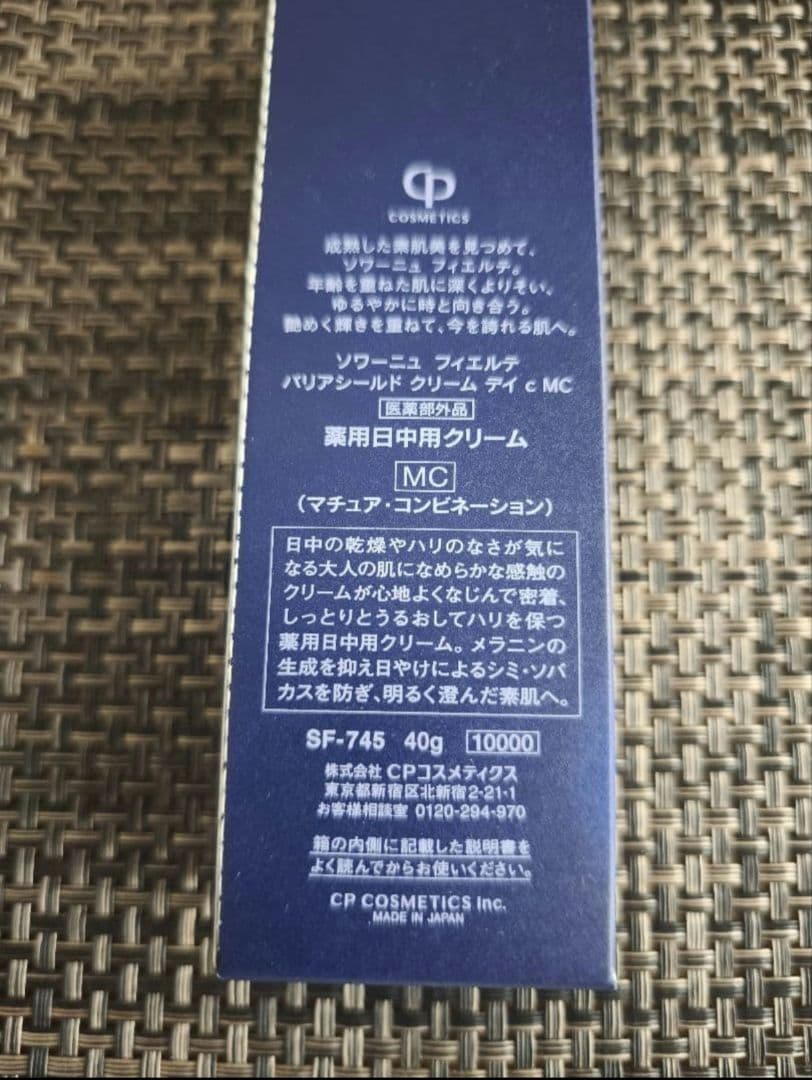 CP
COSMETICS
成熟した素肌美を見つめて、
ソワーニュ フィエルテ。
年齢を重ねた肌に深くよりそい、
ゆるやかに時と向き合う。
艶めく輝きを重ねて、今を誇れる肌へ。
ソワーニュ フィエルテ
バリアシールド クリーム デイ c MC
医薬部外品
薬用日中用クリーム
MC
（マチュア・コンビネーション）
日中の乾燥やハリのなさが気に
なる大人の肌になめらかな感触の
クリームが心地よくなじんで密着、
しっとりとうるおしてハリを保つ
薬用日中用クリーム。メラニンの
生成を抑え日やけによるシミ・ソバ
カスを防ぎ、明るく澄んだ素肌へ。
SF-745 40g 10000
株式会社 CPコスメティクス
東京都新宿区北新宿2-21-1
お客様相談室 0120-294-970
箱の内側に記載した説明書を
よく読んでからお使いください。
CP COSMETICS Inc.
MADE IN JAPAN